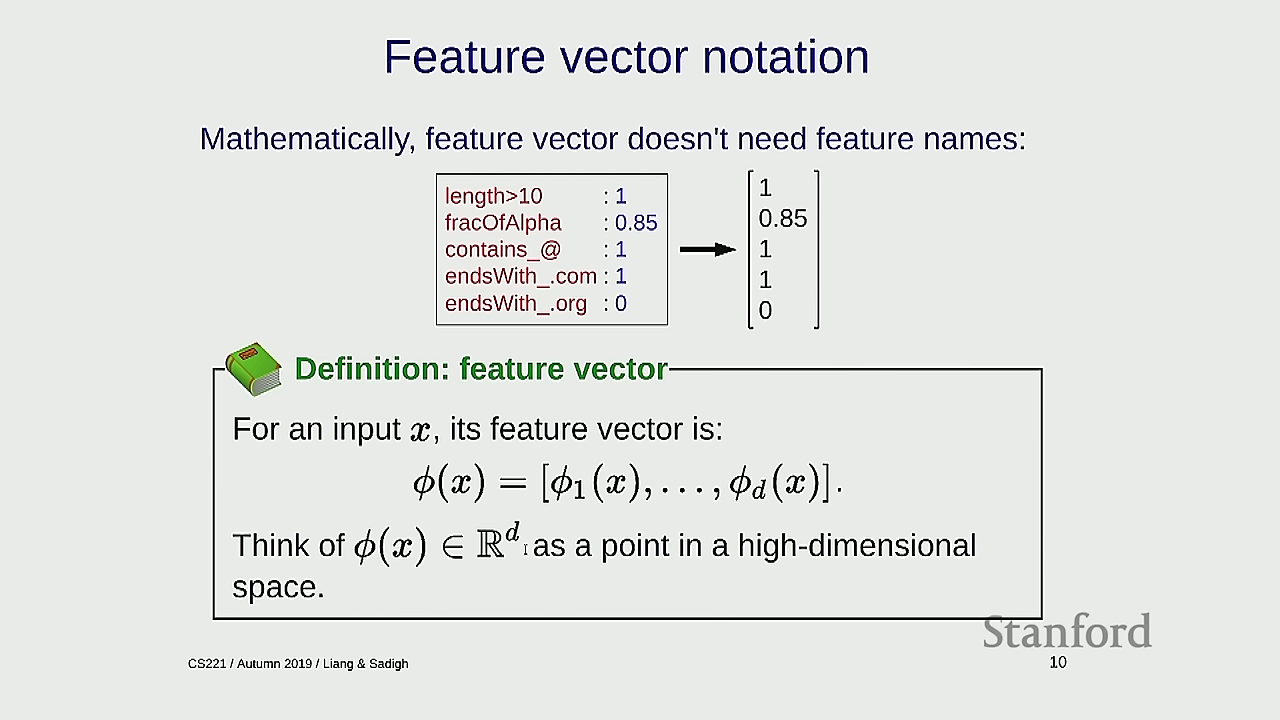 Feature vector notation
Mathematically, feature vector doesn't need feature names:
length>10 : 1
fracOfAlpha : 0.85
contains_@ : 1
endsWith_.com : 1
endsWith_.org : 0
1
0.85
1
1
0
Definition: feature vector
For an input x, its feature vector is:
ϕ(x) = [ϕ₁(x), . . . , ϕ_d(x)].
Think of ϕ(x) ∈ ℝᵈ as a point in a high-dimensional
space.
Stanford
CS221 / Autumn 2019 / Liang & Sadigh
10